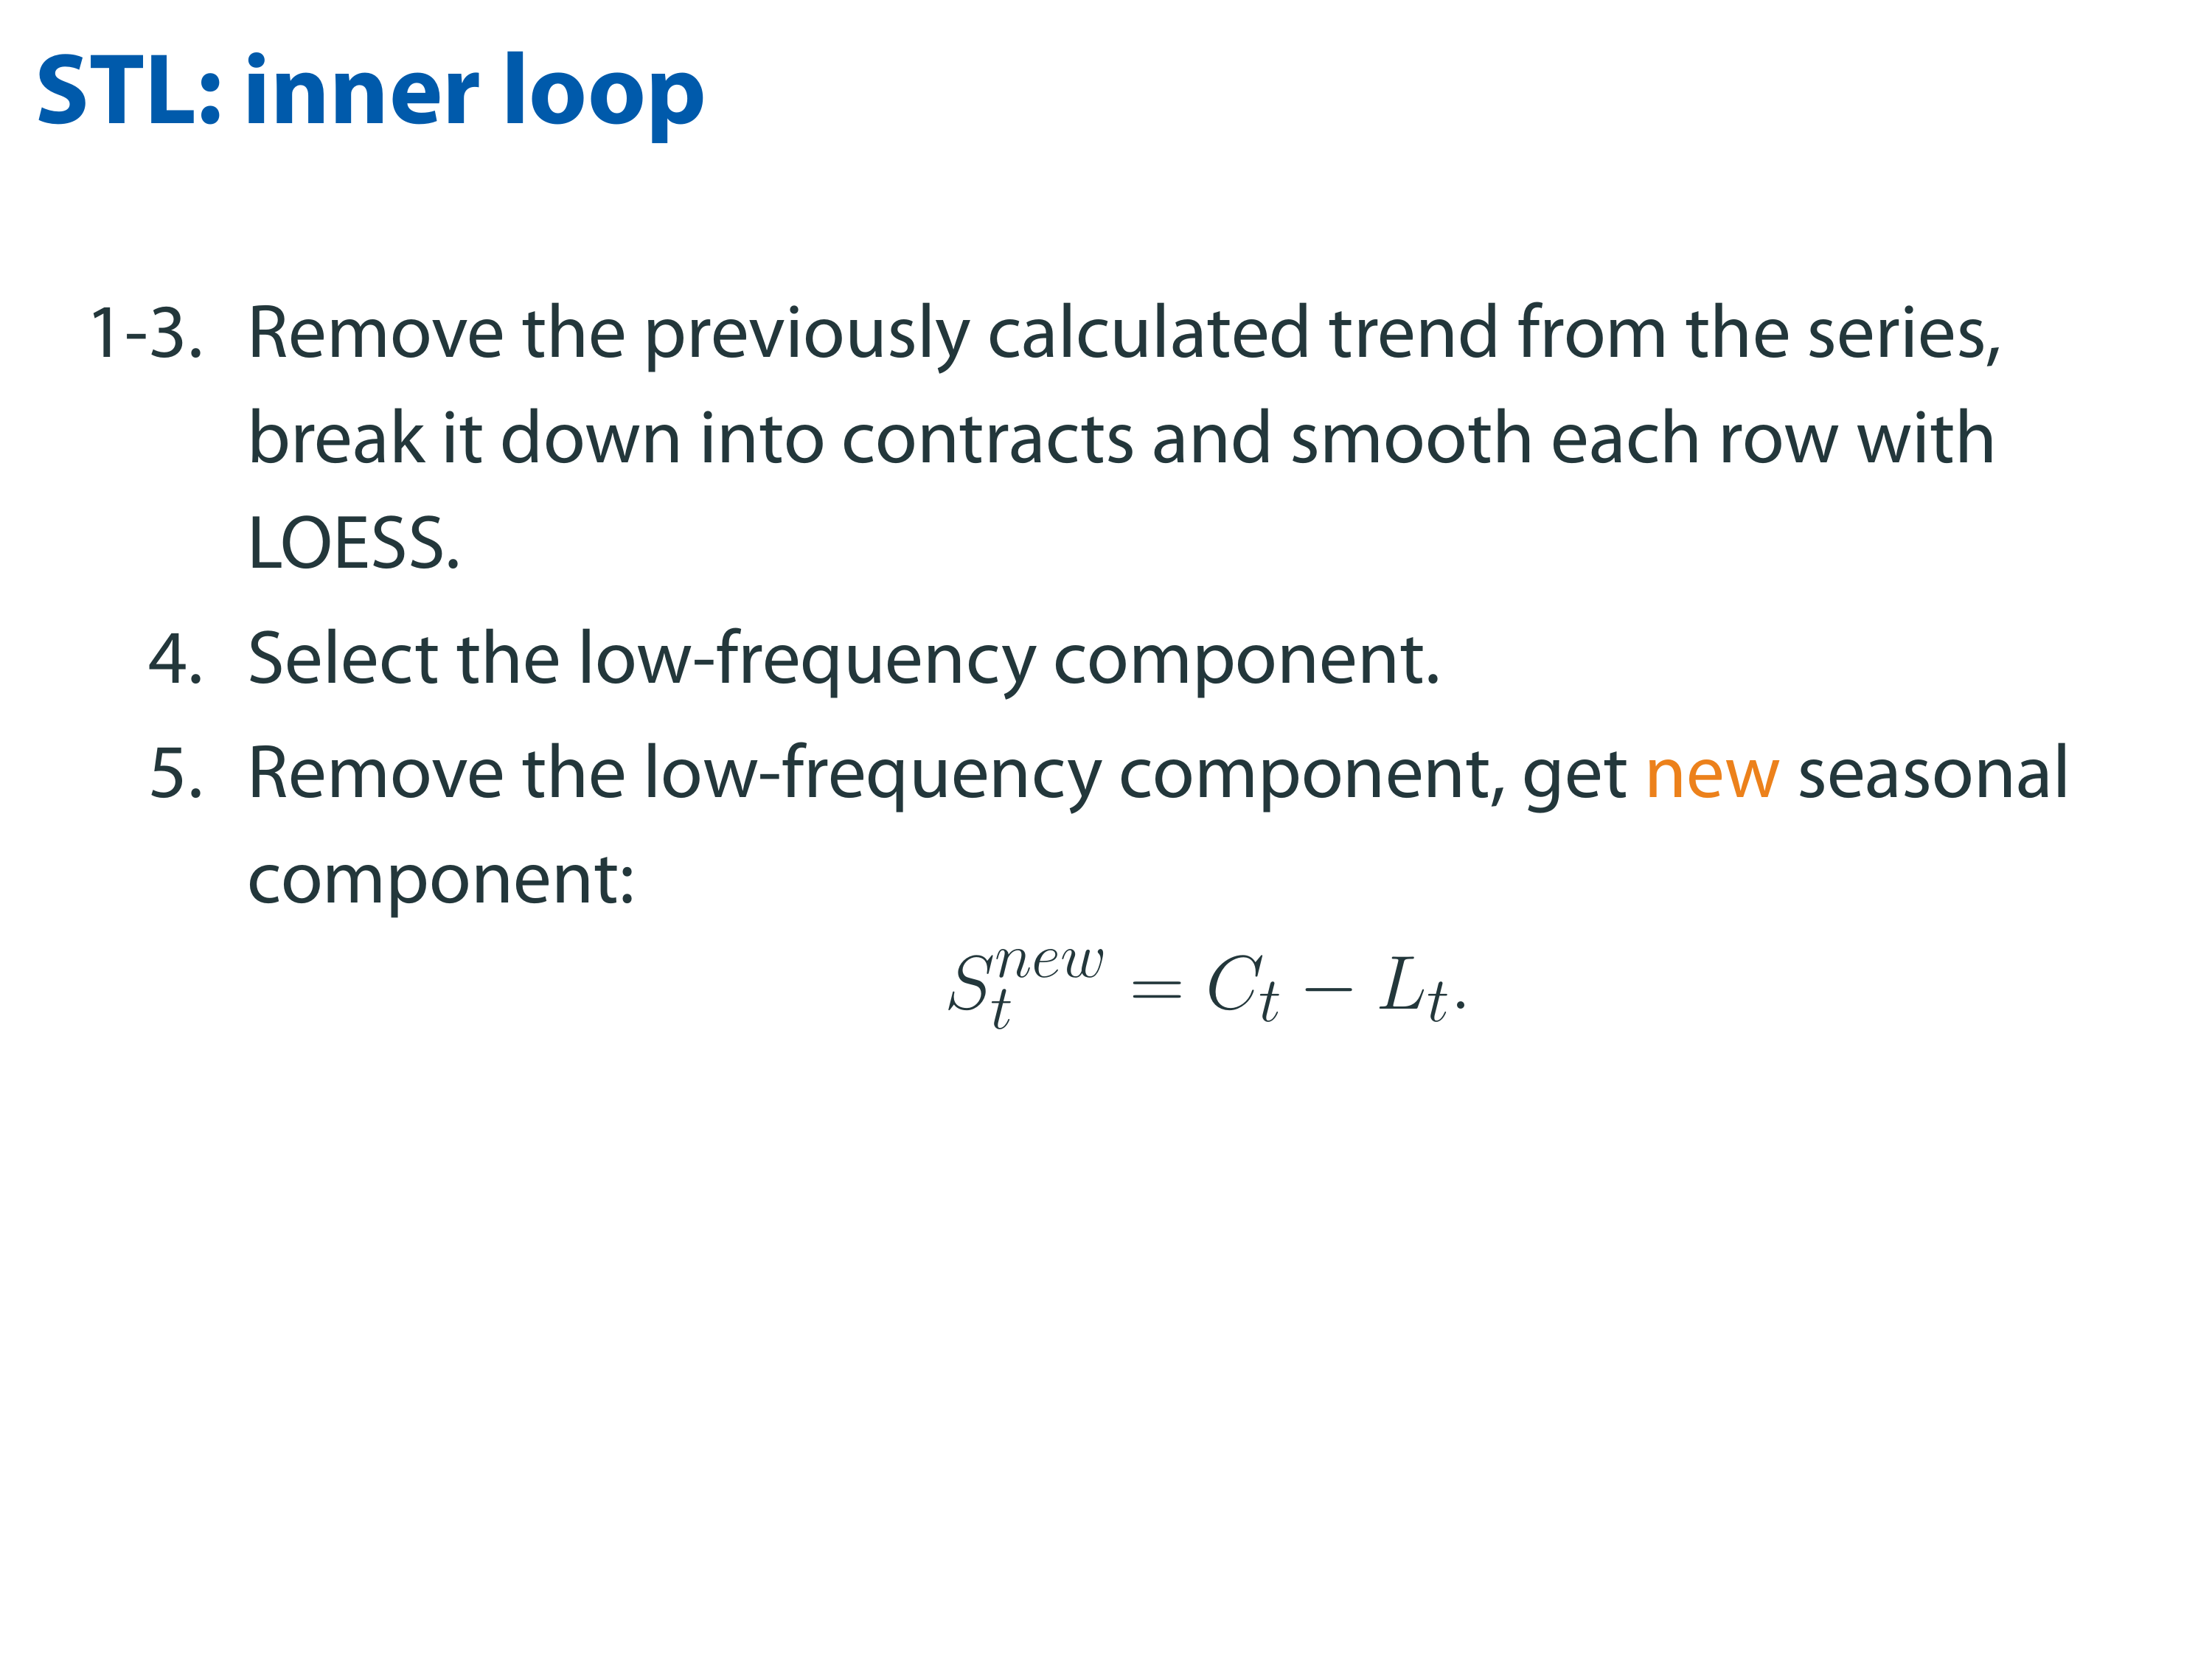 STL: inner loop
1-3. Remove the previously calculated trend from the series,
break it down into contracts and smooth each row with
LOESS.
4. Select the low-frequency component.
5. Remove the low-frequency component, get new seasonal
component:
$S_t^{new} = C_t - L_t.$